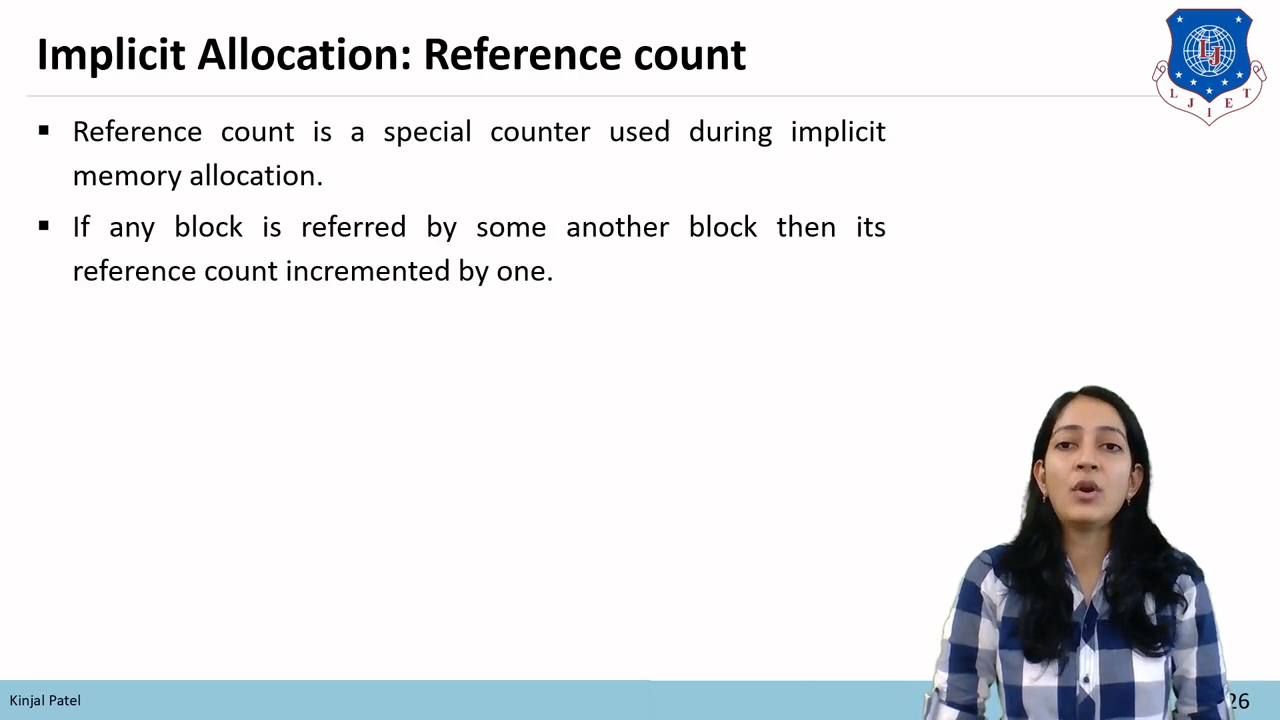 Implicit Allocation: Reference count
L J I E T
▪ Reference count is a special counter used during implicit
memory allocation.
▪ If any block is referred by some another block then its
reference count incremented by one.
Kinjal Patel
26